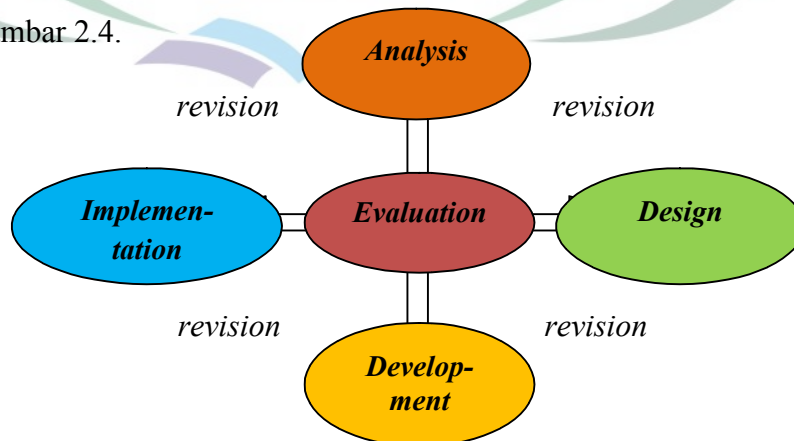 mbar 2.4.
Analysis
revision revision
Implemen-
tation
Evaluation
Design
revision revision
Develop-
ment